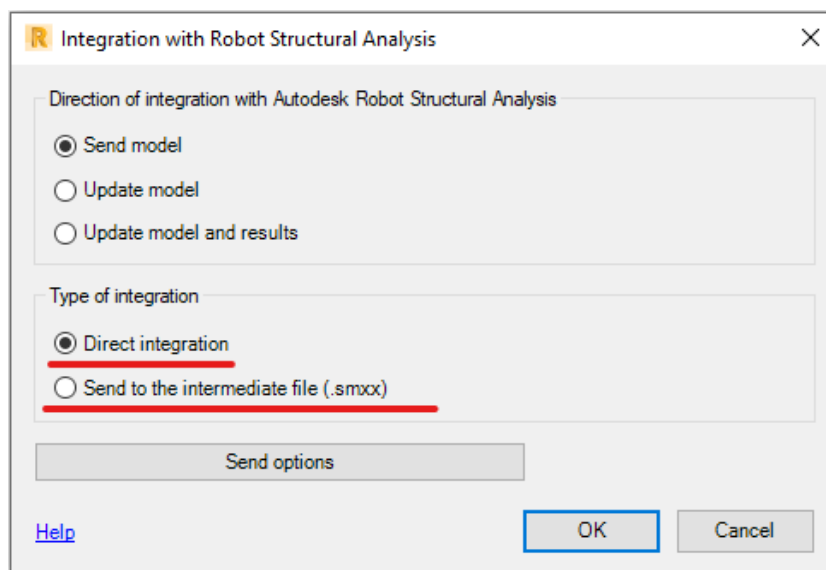 R Integration with Robot Structural Analysis
Direction of integration with Autodesk Robot Structural Analysis
Send model
Update model
Update model and results
Type of integration
Direct integration
Send to the intermediate file (.smxx)
Send options
Help OK Cancel